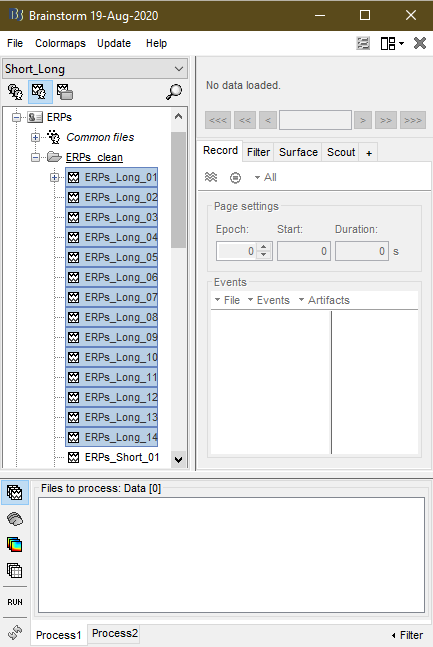 Brainstorm 19-Aug-2020
File Colormaps Update Help
Short_Long
No data loaded.
<<< << < > >> >>>
ERPs
Common files
ERPs_clean
ERPs_Long_01
ERPs_Long_02
ERPs_Long_03
ERPs_Long_04
ERPs_Long_05
ERPs_Long_06
ERPs_Long_07
ERPs_Long_08
ERPs_Long_09
ERPs_Long_10
ERPs_Long_11
ERPs_Long_12
ERPs_Long_13
ERPs_Long_14
ERPs_Short_01
Record Filter Surface Scout +
All
Page settings
Epoch: Start: Duration:
0 0 0 s
Events
File Events Artifacts
Files to process: Data [0]
RUN
Process1 Process2 Filter